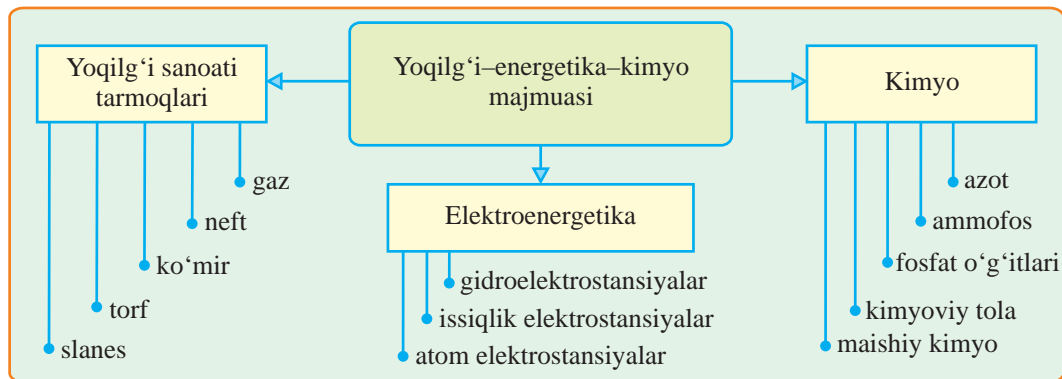 Yoqilg‘i sanoati
tarmoqlari
gaz
neft
ko‘mir
torf
slanes
Yoqilg‘i–energetika–kimyo
majmuasi
Elektroenergetika
gidroelektrostansiyalar
issiqlik elektrostansiyalar
atom elektrostansiyalar
Kimyo
azot
ammofos
fosfat o‘g‘itlari
kimyoviy tola
maishiy kimyo